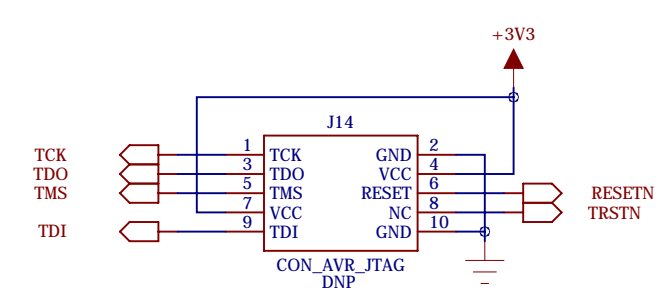 +3V3
J14
TCK 1 TCK GND 2
TDO 3 TDO VCC 4
TMS 5 TMS RESET 6 RESETN
7 VCC NC 8 TRSTN
TDI 9 TDI GND 10
CON_AVR_JTAG
DNP